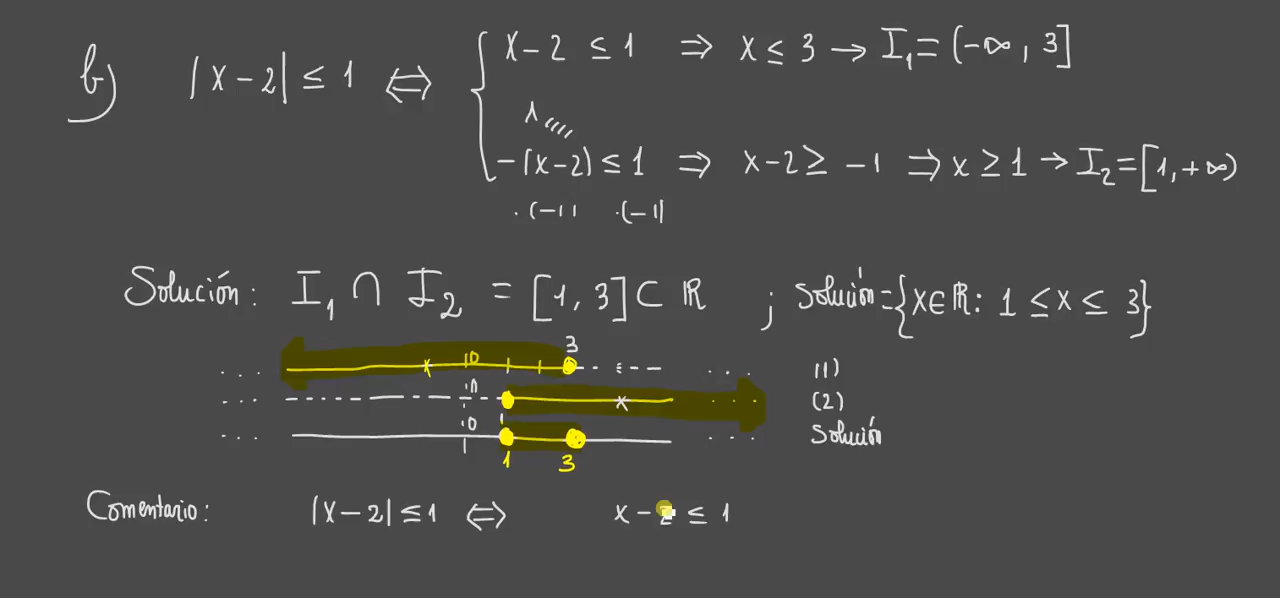 b) |x-2| ≤ 1 ⇔ { x-2 ≤ 1 ⇒ x ≤ 3 → I₁ = (-∞, 3]
∧
-(x-2) ≤ 1 ⇒ x-2 ≥ -1 ⇒ x ≥ 1 → I₂ = [1, +∞)
·(-1) ·(-1)
Solución: I₁ ∩ I₂ = [1, 3] ⊂ ℝ ; Solución = {x∈ℝ: 1 ≤ x ≤ 3}
3
... 0 ... (1)
... 0 ... (2)
... 0 ... Solución
1 3
Comentario: |x-2| ≤ 1 ⇔ x-2 ≤ 1